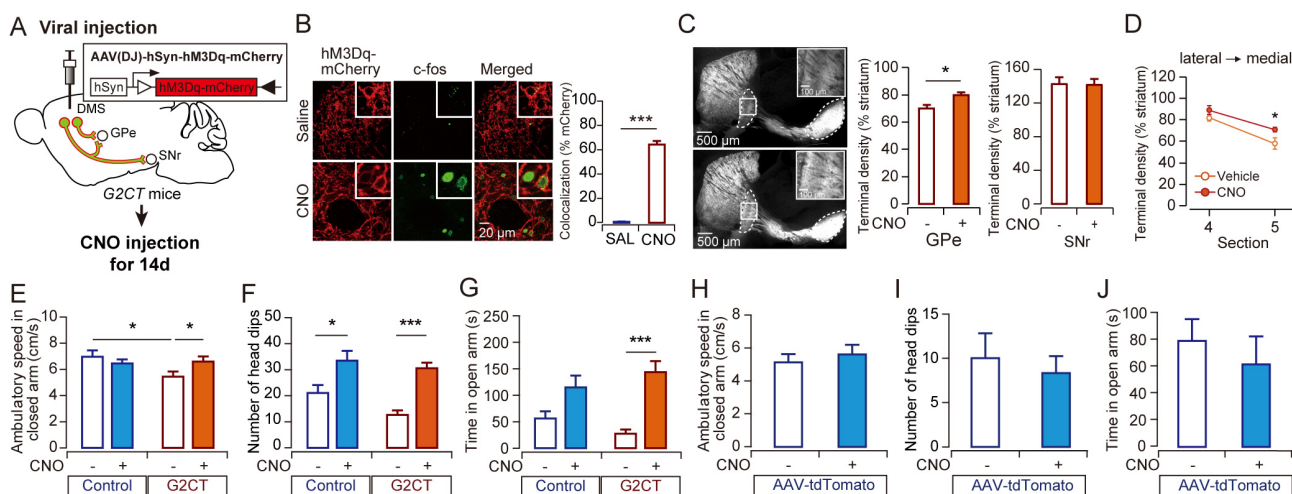 A
Viral injection
AAV(DJ)-hSyn-hM3Dq-mCherry
hSyn
hM3Dq-mCherry
DMS
GPe
SNr
G2CT mice
CNO injection
for 14d
B
hM3Dq-
mCherry
c-fos
Merged
Saline
CNO
20 µm
Colocalization (% mCherry)
100
80
60
40
20
0
***
SAL
CNO
C
100 µm
500 µm
100 µm
500 µm
Terminal density (% striatum)
100
80
60
40
20
0
*
CNO - +
GPe
Terminal density (% striatum)
160
120
80
40
0
CNO - +
SNr
D
lateral → medial
Terminal density (% striatum)
120
100
80
60
40
20
0
*
Vehicle
CNO
4 5
Section
E
Ambulatory speed in
closed arm (cm/s)
10
8
6
4
2
0
* *
CNO - + - +
Control G2CT
F
Number of head dips
50
40
30
20
10
0
* ***
CNO - + - +
Control G2CT
G
Time in open arm (s)
250
200
150
100
50
0
***
CNO - + - +
Control G2CT
H
Ambulatory speed in
closed arm (cm/s)
8
6
4
2
0
CNO - +
AAV-tdTomato
I
Number of head dips
15
10
5
0
CNO - +
AAV-tdTomato
J
Time in open arm (s)
100
80
60
40
20
0
CNO - +
AAV-tdTomato